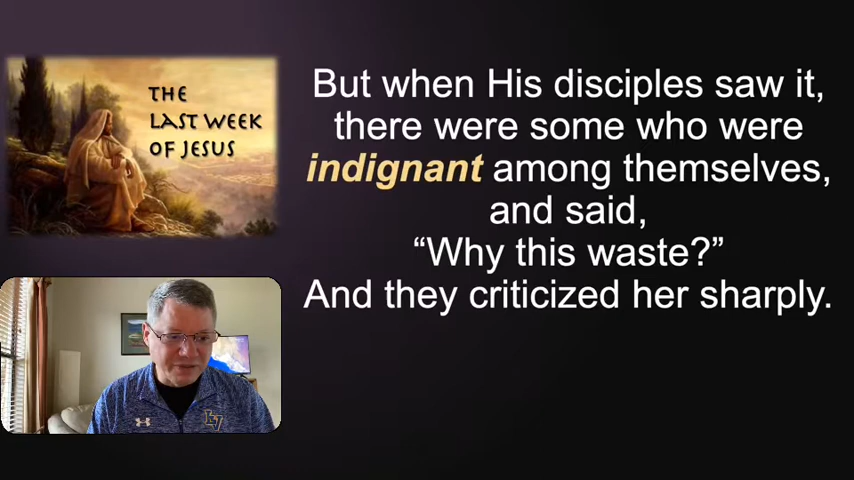 THE
LAST WEEK
OF JESUS
But when His disciples saw it,
there were some who were
indignant among themselves,
and said,
“Why this waste?”
And they criticized her sharply.
LV